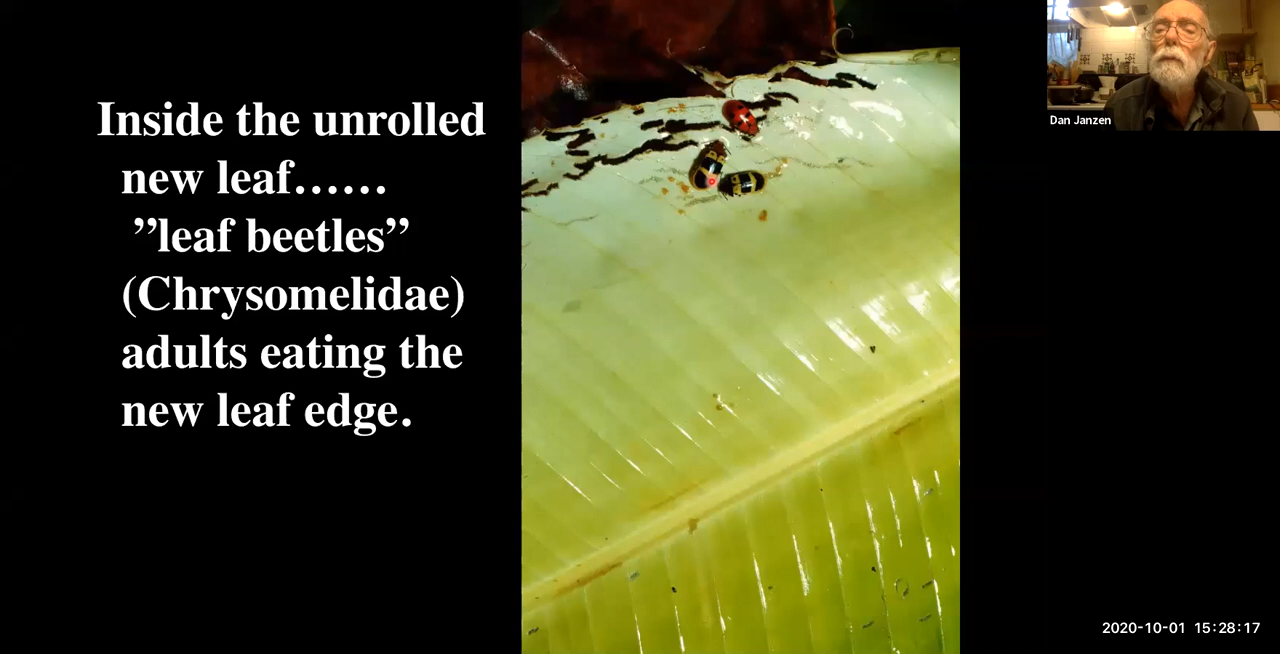 Inside the unrolled
new leaf……
”leaf beetles”
(Chrysomelidae)
adults eating the
new leaf edge.
Dan Janzen
2020-10-01 15:28:17